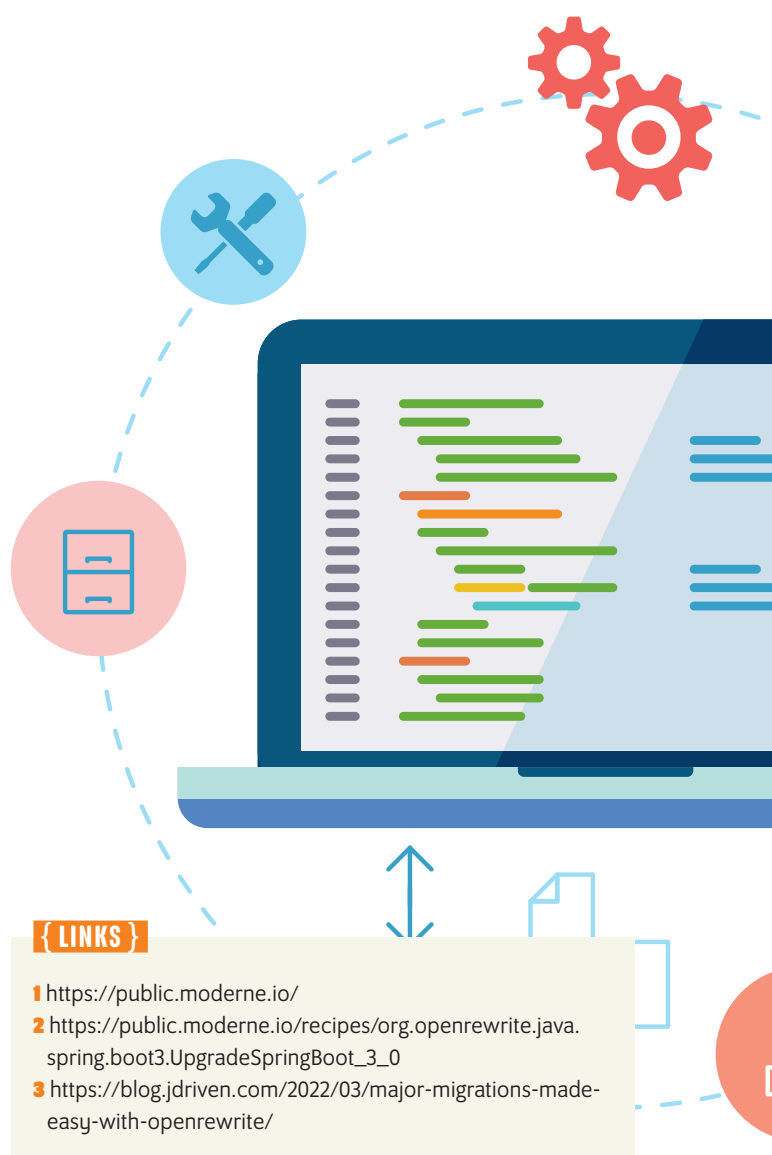 { LINKS }
1 https://public.moderne.io/
2 https://public.moderne.io/recipes/org.openrewrite.java.
spring.boot3.UpgradeSpringBoot_3_0
3 https://blog.jdriven.com/2022/03/major-migrations-made-
easy-with-openrewrite/